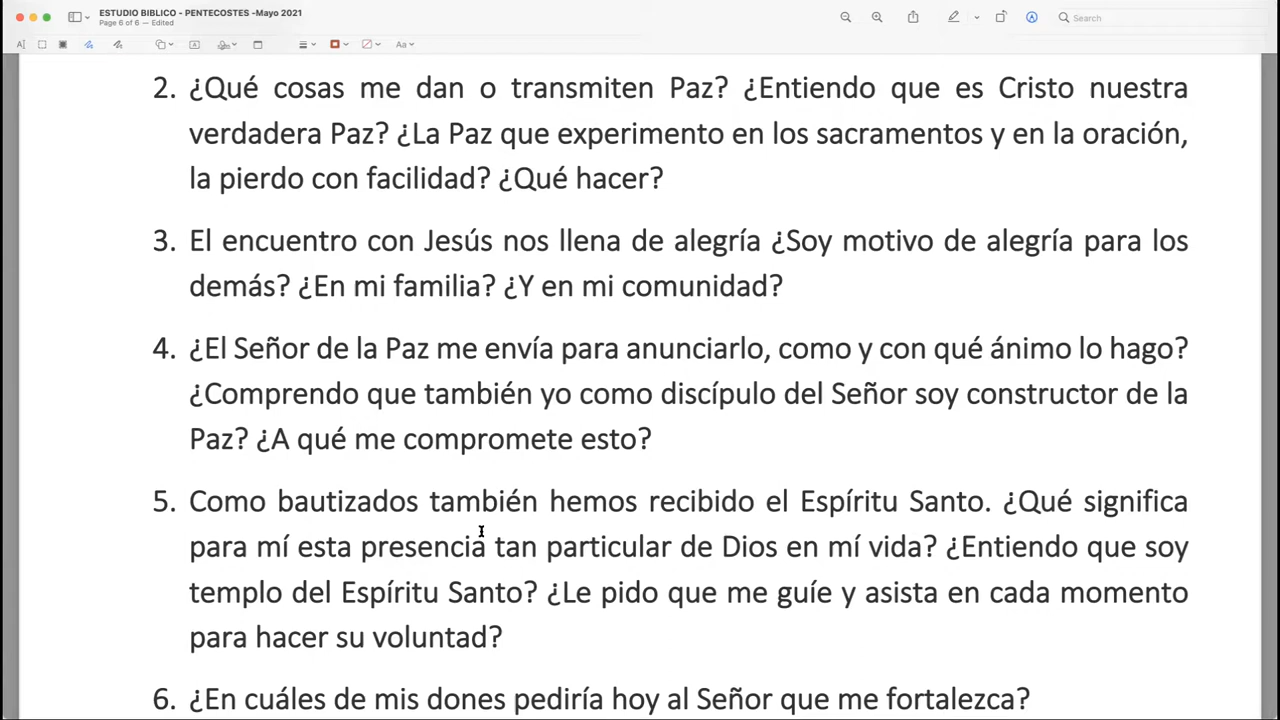 ESTUDIO BIBLICO - PENTECOSTES -Mayo 2021
Page 6 of 6 — Edited
Search
Aa
2. ¿Qué cosas me dan o transmiten Paz? ¿Entiendo que es Cristo nuestra
verdadera Paz? ¿La Paz que experimento en los sacramentos y en la oración,
la pierdo con facilidad? ¿Qué hacer?
3. El encuentro con Jesús nos llena de alegría ¿Soy motivo de alegría para los
demás? ¿En mi familia? ¿Y en mi comunidad?
4. ¿El Señor de la Paz me envía para anunciarlo, como y con qué ánimo lo hago?
¿Comprendo que también yo como discípulo del Señor soy constructor de la
Paz? ¿A qué me compromete esto?
5. Como bautizados también hemos recibido el Espíritu Santo. ¿Qué significa
para mí esta presencia tan particular de Dios en mí vida? ¿Entiendo que soy
templo del Espíritu Santo? ¿Le pido que me guíe y asista en cada momento
para hacer su voluntad?
6. ¿En cuáles de mis dones pediría hoy al Señor que me fortalezca?